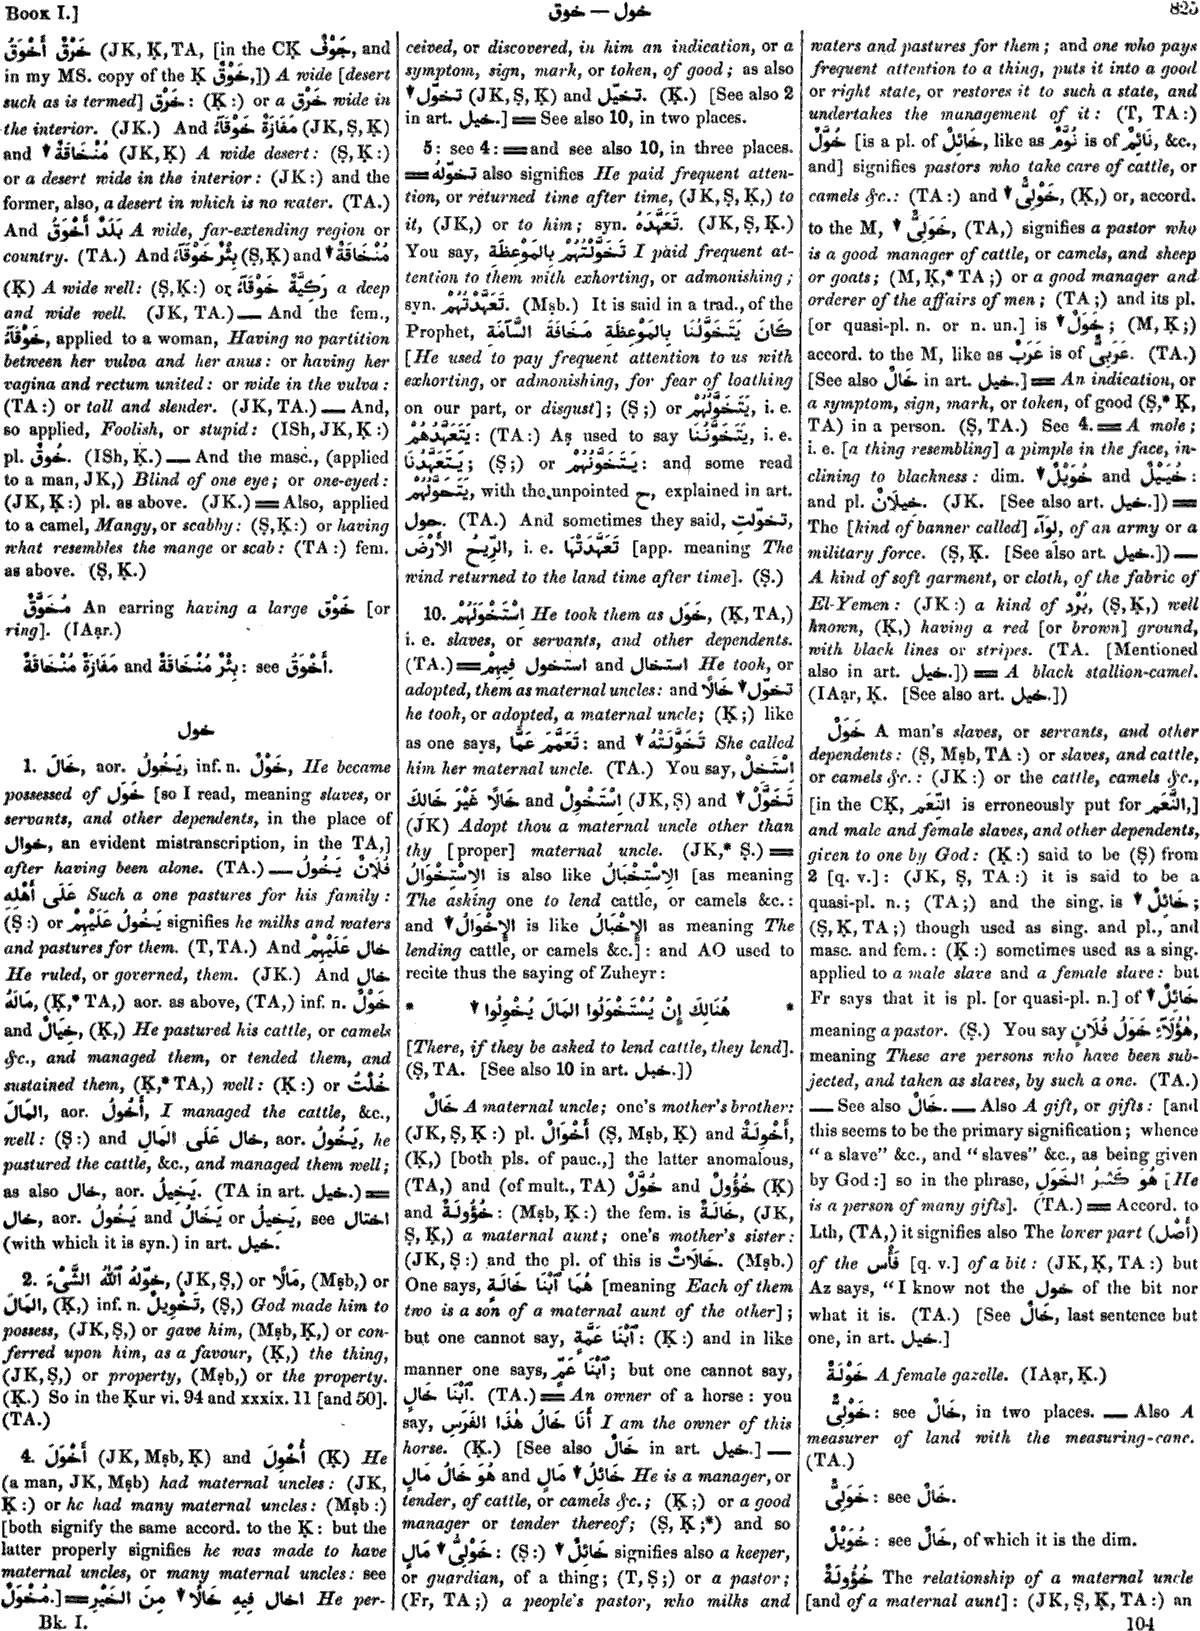 Book I.]
خول — خوق
825
خَرْقٌ أَخْوَقُ (JK, Ḳ, TA, [in the CḲ جَوْفٌ, and
in my MS. copy of the Ḳ خَوْقٌ,]) A wide [desert
such as is termed] خَرْق : (Ḳ:) or a خَرْق wide in
the interior. (JK.) And مَفَازَةٌ خَوْقَآءُ (JK, Ṣ, Ḳ)
and ↓ مُنْخَاقَةٌ (JK, Ḳ) A wide desert: (Ṣ, Ḳ:)
or a desert wide in the interior: (JK:) and the
former, also, a desert in which is no water. (TA.)
And بَلَدٌ أَخْوَقُ A wide, far-extending region or
country. (TA.) And بِئْرٌ خَوْقَآءُ (Ṣ, Ḳ) and ↓ مُنْخَاقَةٌ
(Ḳ) A wide well: (Ṣ, Ḳ:) or رَكِيَّةٌ خَوْقَآءُ a deep
and wide well. (JK, TA.) — And the fem.,
خَوْقَآءُ, applied to a woman, Having no partition
between her vulva and her anus: or having her
vagina and rectum united: or wide in the vulva:
(TA:) or tall and slender. (JK, TA.) — And,
so applied, Foolish, or stupid: (ISh, JK, Ḳ:)
pl. خُوقٌ. (ISh, Ḳ.) — And the masc., (applied
to a man, JK,) Blind of one eye; or one-eyed:
(JK, Ḳ:) pl. as above. (JK.) = Also, applied
to a camel, Mangy, or scabby: (Ṣ, Ḳ:) or having
what resembles the mange or scab: (TA:) fem.
as above. (Ṣ, Ḳ.)
مُخَوَّقٌ An earring having a large خَوْق [or
ring]. (IAạr.)
مَفَازَةٌ مُنْخَاقَةٌ and بِئْرٌ مُنْخَاقَةٌ: see أَخْوَقُ.
خول
1. خَالَ, aor. يَخُولُ, inf. n. خَوْلٌ, He became
possessed of خَوَل [so I read, meaning slaves, or
servants, and other dependents, in the place of
خوال, an evident mistranscription, in the TA,]
after having been alone. (TA.) — فُلَانٌ يَخُولُ
عَلَى أَهْلِهِ Such a one pastures for his family:
(Ṣ:) or يَخُولُ عَلَيْهِمْ signifies he milks and waters
and pastures for them. (T, TA.) And خال عَلَيْهِمْ
He ruled, or governed, them. (JK.) And خال
مَالَهُ, (Ḳ,* TA,) aor. as above, (TA,) inf. n. خَوْلٌ
and خِيَالٌ, (Ḳ,) He pastured his cattle, or camels
&c., and managed them, or tended them, and
sustained them, (Ḳ,* TA,) well: (Ḳ:) or خُلْتُ
المَالَ, aor. أَخُولُ, I managed the cattle, &c.,
well: (Ṣ:) and خال عَلَى المَالِ, aor. يَخُولُ, he
pastured the cattle, &c., and managed them well;
as also خال, aor. يَخِيلُ. (TA in art. خيل.) =
خال, aor. يَخُولُ and يَخَالُ or يَخِيلُ, see اختال
(with which it is syn.) in art. خيل.
2. خوّلهُ ٱللّٰهُ الشَّىْءَ, (JK, Ṣ,) or مَالًا, (Mṣb,) or
المَالَ, (Ḳ,) inf. n. تَخْوِيلٌ, (Ṣ,) God made him to
possess, (JK, Ṣ,) or gave him, (Mṣb, Ḳ,) or con-
ferred upon him, as a favour, (Ḳ,) the thing,
(JK, Ṣ,) or property, (Mṣb,) or the property.
(Ḳ.) So in the Ḳur vi. 94 and xxxix. 11 [and 50].
(TA.)
4. أَخْوَلَ (JK, Mṣb, Ḳ) and أُخْوِلَ (Ḳ) He
(a man, JK, Mṣb) had maternal uncles: (JK,
Ḳ:) or he had many maternal uncles: (Mṣb:)
[both signify the same accord. to the Ḳ: but the
latter properly signifies he was made to have
maternal uncles, or many maternal uncles: see
مُخْوَلٌ.] = اخال فِيهِ خَالًا ↓ مِنَ الخَيْرِ He per-
Bk. I.
ceived, or discovered, in him an indication, or a
symptom, sign, mark, or token, of good; as also
↓ تخوّل (JK, Ṣ, Ḳ) and تخيّل. (Ḳ.) [See also 2
in art. خيل.] = See also 10, in two places.
5: see 4: = and see also 10, in three places.
= تخوّلهُ also signifies He paid frequent atten-
tion, or returned time after time, (JK, Ṣ, Ḳ,) to
it, (JK,) or to him; syn. تَعَهَّدَهُ. (JK, Ṣ, Ḳ.)
You say, تَخَوَّلْتُهُمْ بِالمَوْعِظَةِ I paid frequent at-
tention to them with exhorting, or admonishing;
syn. تَعَهَّدْتُهُمْ. (Mṣb.) It is said in a trad., of the
Prophet, كَانَ يَتَخَوَّلُنَا بِالمَوْعِظَةِ مَخَافَةَ السَّآمَةِ
[He used to pay frequent attention to us with
exhorting, or admonishing, for fear of loathing
on our part, or disgust]; (Ṣ;) or يَتَخَوَّلُهُمْ, i. e.
يَتَعَهَّدُهُمْ: (TA:) Aṣ used to say يَتَخَوَّنُنَا, i. e.
يَتَعَهَّدُنَا; (Ṣ;) or يَتَخَوَّنُهُمْ: and some read
يَتَحَوَّلُهُمْ, with the unpointed ح, explained in art.
حول. (TA.) And sometimes they said, تخوّلت,
الرِّيحُ الأَرْضَ, i. e. تَعَهَّدَتْهَا [app. meaning The
wind returned to the land time after time]. (Ṣ.)
10. اِسْتَخْوَلَهُمْ He took them as خَوَل, (Ḳ, TA,)
i. e. slaves, or servants, and other dependents.
(TA.) = استخول فِيهِمْ and استخال He took, or
adopted, them as maternal uncles: and تخوّل ↓ خَالًا
he took, or adopted, a maternal uncle; (Ḳ;) like
as one says, تَعَمَّمَ عَمًّا: and ↓ تَخَوَّلَتْهُ She called
him her maternal uncle. (TA.) You say, اِسْتَخِلْ
خَالًا غَيْرَ خَالِكَ and اِسْتَخْوِلْ (JK, Ṣ) and ↓ تَخَوَّلْ
(JK) Adopt thou a maternal uncle other than
thy [proper] maternal uncle. (JK,* Ṣ.) =
الاِسْتِخْوَالُ is also like الاِسْتِخْبَالُ [as meaning
The asking one to lend cattle, or camels &c.:
and ↓ الإِخْوَالُ is like الإِخْبَالُ as meaning The
lending cattle, or camels &c.]: and AO used to
recite thus the saying of Zuheyr:
* هُنَالِكَ إِنْ يُسْتَخْوَلُوا المَالَ يُخْوِلُوا ↓ *
[There, if they be asked to lend cattle, they lend].
(Ṣ, TA. [See also 10 in art. خبل.])
خَالٌ A maternal uncle; one's mother's brother:
(JK, Ṣ, Ḳ:) pl. أَخْوَالٌ (Ṣ, Mṣb, Ḳ) and أَخْوِلَةٌ,
(Ḳ,) [both pls. of pauc.,] the latter anomalous,
(TA,) and (of mult., TA) خُوَّلٌ and خُؤُولٌ (Ḳ)
and خُؤُولَةٌ: (Mṣb, Ḳ:) the fem. is خَالَةٌ, (JK,
Ṣ, Ḳ,) a maternal aunt; one's mother's sister:
(JK, Ṣ:) and the pl. of this is خَالَاتٌ. (Mṣb.)
One says, هُمَا ٱبْنَا خَالَةٍ [meaning Each of them
two is a son of a maternal aunt of the other];
but one cannot say, ٱبْنَا عَمَّةٍ: (Ḳ:) and in like
manner one says, ٱبْنَا عَمٍّ; but one cannot say,
ٱبْنَا خَالٍ. (TA.) = An owner of a horse: you
say, أَنَا خَالُ هٰذَا الفَرَسِ I am the owner of this
horse. (Ḳ.) [See also خَالٌ in art. خيل.] —
هُوَ خَالُ مَالٍ and خَائِلُ ↓ مَالٍ He is a manager, or
tender, of cattle, or camels &c.; (Ḳ;) or a good
manager or tender thereof; (Ṣ, Ḳ;*) and so
خَوْلِىُّ ↓ مَالٍ: (Ṣ:) ↓ خَائِلٌ signifies also a keeper,
or guardian, of a thing; (T, Ṣ;) or a pastor;
(Fr, TA;) a people's pastor, who milks and
waters and pastures for them; and one who pays
frequent attention to a thing, puts it into a good
or right state, or restores it to such a state, and
undertakes the management of it: (T, TA:)
خُوَّلٌ [is a pl. of خَائِلٌ, like as نُوَّمٌ is of نَائِمٌ, &c.,
and] signifies pastors who take care of cattle, or
camels &c.: (TA:) and ↓ خَوْلِىٌّ, (Ḳ,) or, accord.
to the M, ↓ خَوَلِىٌّ, (TA,) signifies a pastor who
is a good manager of cattle, or camels, and sheep
or goats; (M, Ḳ,* TA;) or a good manager and
orderer of the affairs of men; (TA;) and its pl.
[or quasi-pl. n. or n. un.] is ↓ خَوَلٌ; (M, Ḳ;)
accord. to the M, like as عَرَبٌ is of عَرَبِىٌّ. (TA.)
[See also خَالٌ in art. خيل.] = An indication, or
a symptom, sign, mark, or token, of good (Ṣ,* Ḳ,
TA) in a person. (Ṣ, TA.) See 4. = A mole;
i. e. [a thing resembling] a pimple in the face, in-
clining to blackness: dim. ↓ خُوَيْلٌ and خُيَيْلٌ:
and pl. خِيلَانٌ. (JK. [See also art. خيل.]) =
The [kind of banner called] لِوَآء, of an army or a
military force. (Ṣ, Ḳ. [See also art. خيل.]) —
A kind of soft garment, or cloth, of the fabric of
El-Yemen: (JK:) a kind of بُرْد, (Ṣ, Ḳ,) well
known, (Ḳ,) having a red [or brown] ground,
with black lines or stripes. (TA. [Mentioned
also in art. خيل.]) = A black stallion-camel.
(IAạr, Ḳ. [See also art. خيل.])
خَوَلٌ A man's slaves, or servants, and other
dependents: (Ṣ, Mṣb, TA:) or slaves, and cattle,
or camels &c.: (JK:) or the cattle, camels &c.,
[in the CḲ, النِّعَم is erroneously put for النَّعَم,]
and male and female slaves, and other dependents,
given to one by God: (Ḳ:) said to be (Ṣ) from
2 [q. v.]: (JK, Ṣ, TA:) it is said to be a
quasi-pl. n.; (TA;) and the sing. is ↓ خَائِلٌ;
(Ṣ, Ḳ, TA;) though used as sing. and pl., and
masc. and fem.: (Ḳ:) sometimes used as a sing.
applied to a male slave and a female slave: but
Fr says that it is pl. [or quasi-pl. n.] of ↓ خَائِلٌ
meaning a pastor. (Ṣ.) You say هٰؤُلَآءِ خَوَلُ فُلَانٍ,
meaning These are persons who have been sub-
jected, and taken as slaves, by such a one. (TA.)
— See also خَالٌ. — Also A gift, or gifts: [and
this seems to be the primary signification; whence
“a slave” &c., and “slaves” &c., as being given
by God:] so in the phrase, هُوَ كَثِيرُ الخَوَلِ [He
is a person of many gifts]. (TA.) = Accord. to
Lth, (TA,) it signifies also The lower part (أَصْل)
of the فَأْس [q. v.] of a bit: (JK, Ḳ, TA:) but
Az says, “I know not the خول of the bit nor
what it is. (TA.) [See خَالٌ, last sentence but
one, in art. خيل.]
خَوْلَةٌ A female gazelle. (IAạr, Ḳ.)
خَوْلِىٌّ: see خَالٌ, in two places. — Also A
measurer of land with the measuring-cane.
(TA.)
خَوَلِىٌّ: see خَالٌ.
خُوَيْلٌ: see خَالٌ, of which it is the dim.
خُؤُولَةٌ The relationship of a maternal uncle
[and of a maternal aunt]: (JK, Ṣ, Ḳ, TA:) an
104